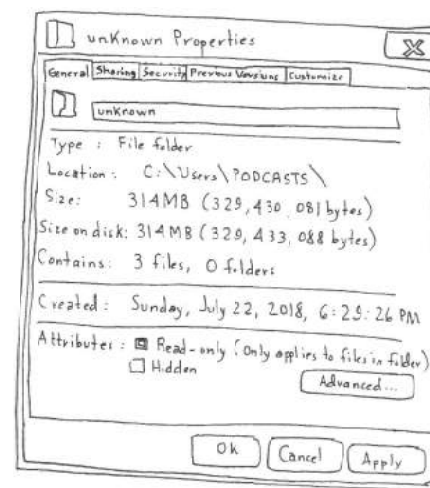 unKnown Properties
General Sharing Security Previous Versions Customize
unknown
Type : File folder
Location : C:\Users\PODCASTS\
Size: 314MB (329,430,081 bytes)
Size on disk: 314MB (329,433,088 bytes)
Contains: 3 files, 0 folders
Created : Sunday, July 22, 2018, 6:29:26 PM
Attributes : Read-only (Only applies to files in folder)
Hidden
Advanced...
Ok Cancel Apply